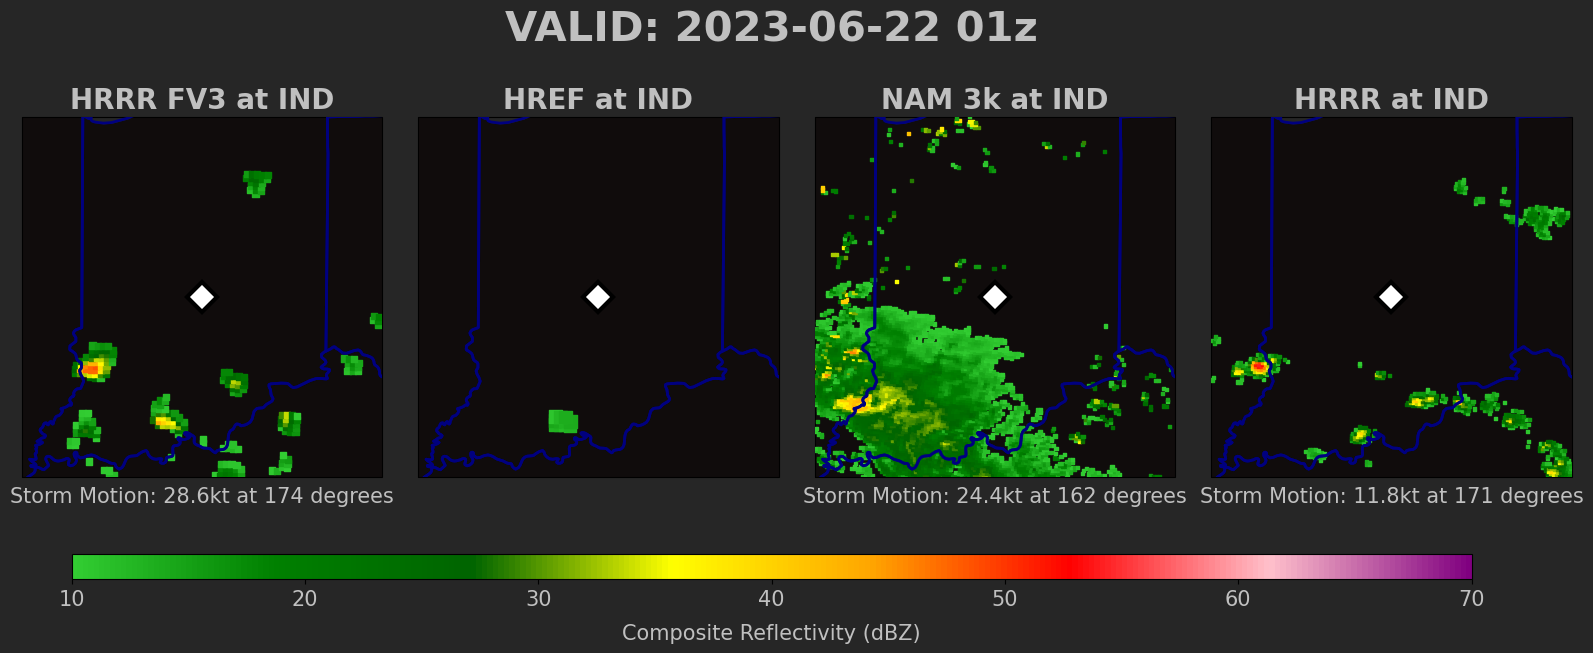 VALID: 2023-06-22 01z
HRRR FV3 at IND
HREF at IND
NAM 3k at IND
HRRR at IND
Storm Motion: 28.6kt at 174 degrees
Storm Motion: 24.4kt at 162 degrees
Storm Motion: 11.8kt at 171 degrees
10 20 30 40 50 60 70
Composite Reflectivity (dBZ)